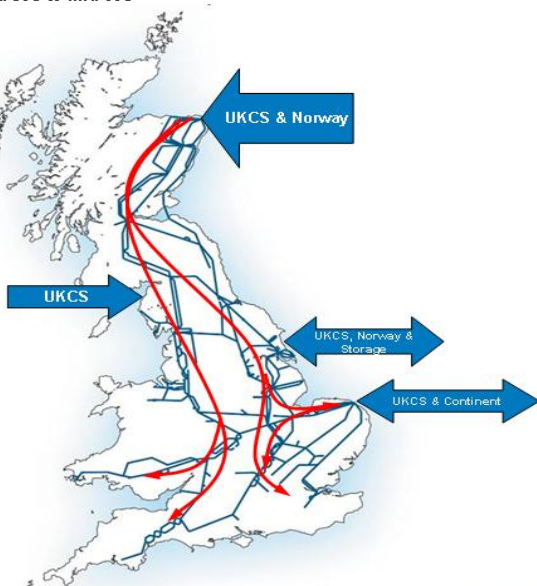 UKCS & Norway
UKCS
UKCS, Norway &
Storage
UKCS & Continent